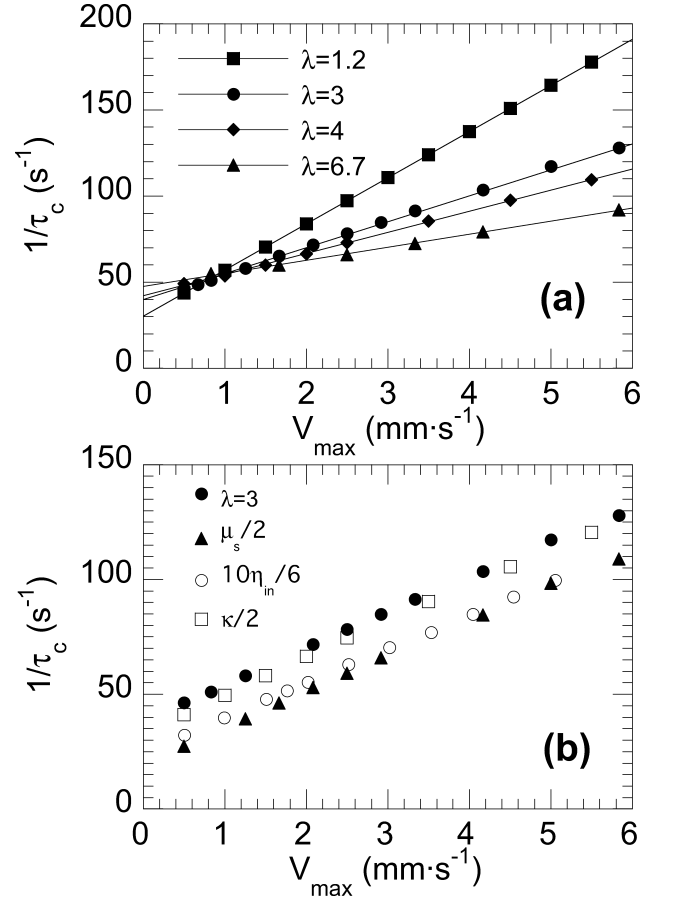 200
150
100
50
0
1/τc (s-1)
λ=1.2
λ=3
λ=4
λ=6.7
(a)
0 1 2 3 4 5 6
Vmax (mm·s-1)
150
100
50
0
1/τc (s-1)
λ=3
μs/2
10ηin/6
κ/2
(b)
0 1 2 3 4 5 6
Vmax (mm·s-1)